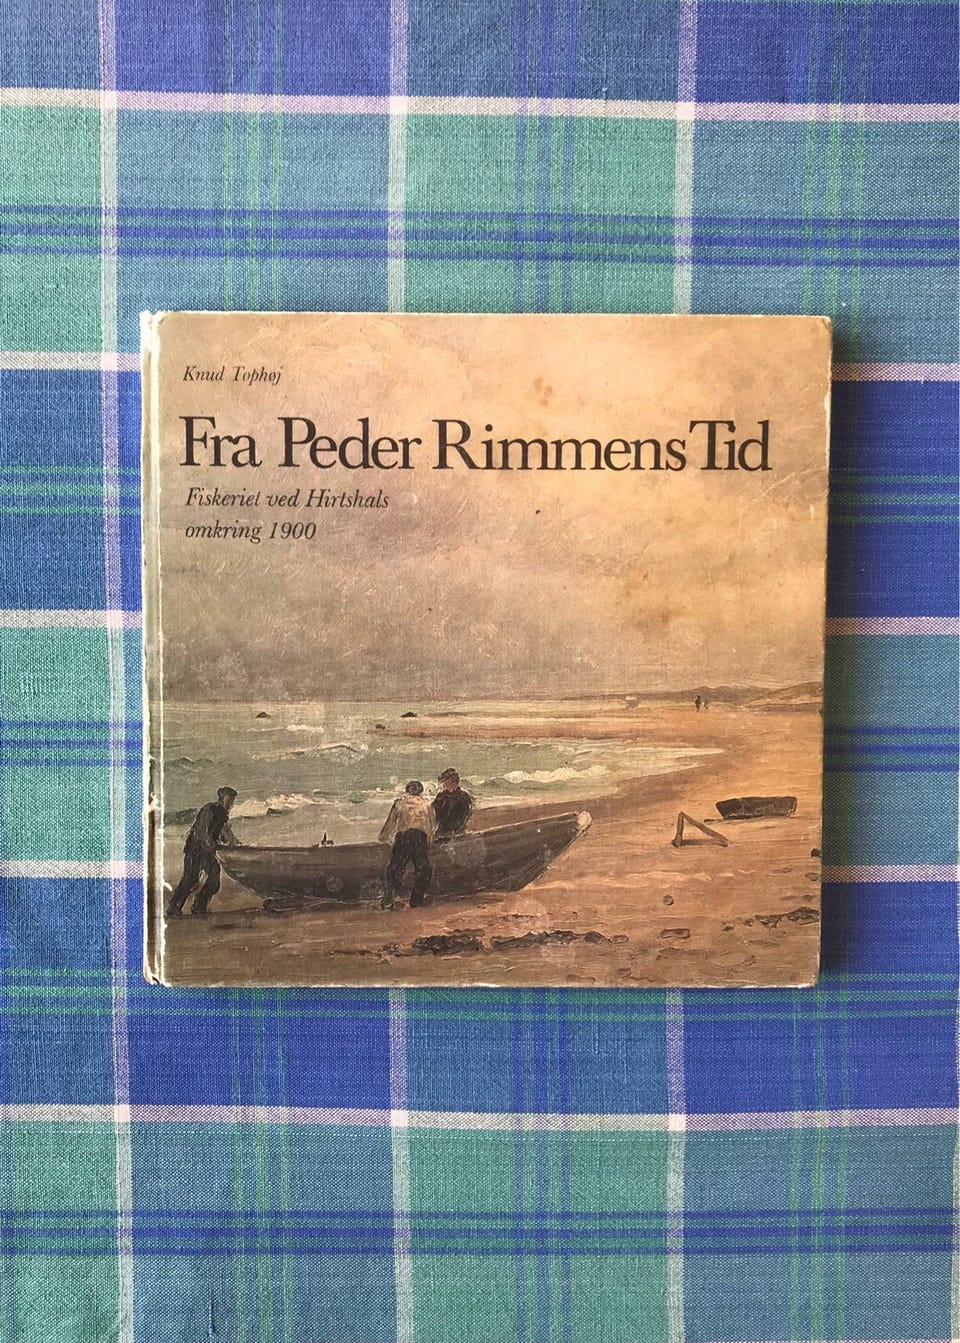 Knud Tophøj
Fra Peder Rimmens Tid
Fiskeriet ved Hirtshals
omkring 1900